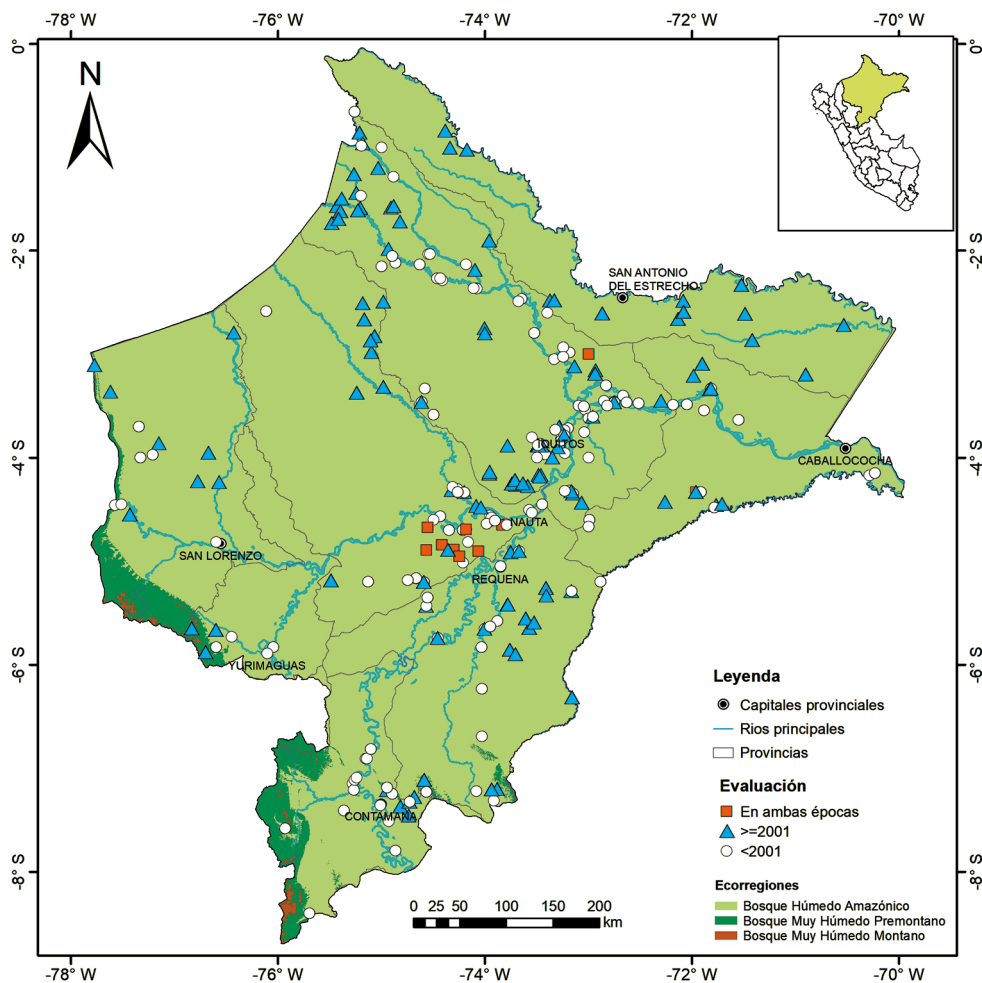 -78° W
-76° W
-74° W
-72° W
-70° W
0°
0°
N
-2° S
-2° S
SAN ANTONIO
DEL ESTRECHO
IQUITOS
-4° S
-4° S
CABALLOCOCHA
NAUTA
SAN LORENZO
REQUENA
YURIMAGUAS
-6° S
-6° S
Leyenda
Capitales provinciales
Rios principales
Provincias
Evaluación
En ambas épocas
>=2001
<2001
CONTAMANA
-8° S
-8° S
Ecorregiones
Bosque Húmedo Amazónico
Bosque Muy Húmedo Premontano
Bosque Muy Húmedo Montano
0 25 50 100 150 200
km
-78° W
-76° W
-74° W
-72° W
-70° W